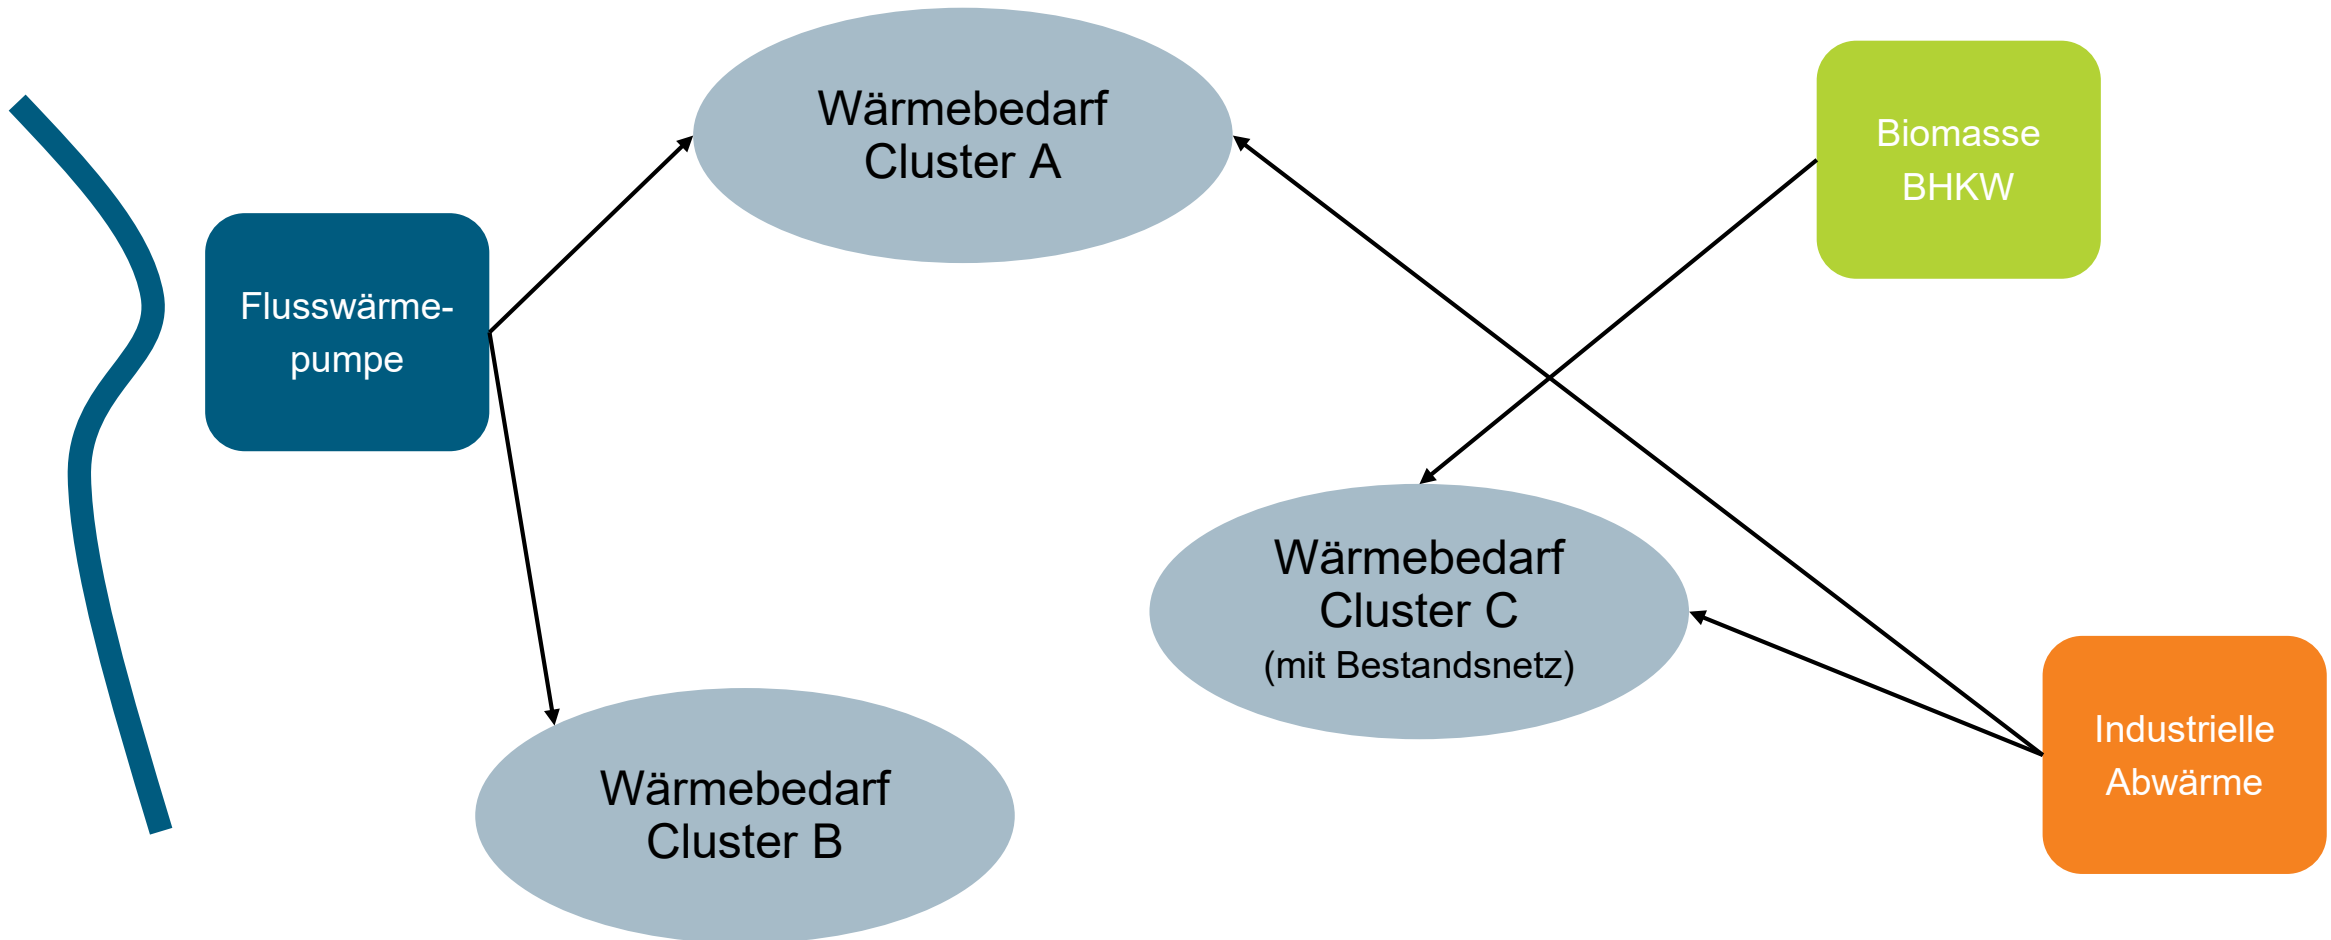 Wärmebedarf
Cluster A
Biomasse
BHKW
Flusswärme-
pumpe
Wärmebedarf
Cluster C
(mit Bestandsnetz)
Industrielle
Abwärme
Wärmebedarf
Cluster B